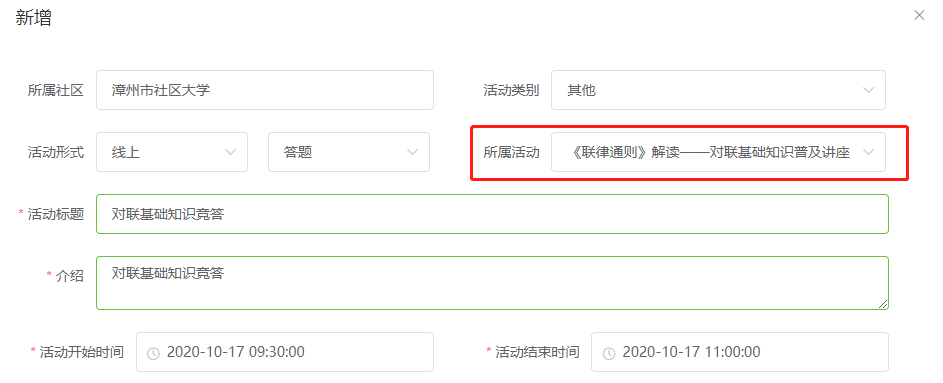 新增
所属社区 漳州市社区大学 活动类别 其他
活动形式 线上 答题 所属活动 《联律通则》解读——对联基础知识普及讲座
* 活动标题 对联基础知识竞答
* 介绍 对联基础知识竞答
* 活动开始时间 2020-10-17 09:30:00 * 活动结束时间 2020-10-17 11:00:00